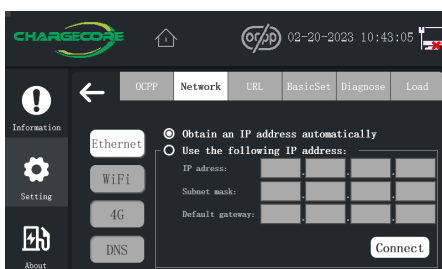 CHARGECORE
ocpp 02-20-2023 10:43:05
OCPP Network URL BasicSet Diagnose Load
Information
Setting
About
Ethernet
WiFi
4G
DNS
Obtain an IP address automatically
Use the following IP address:
IP adress:
Subnet mask:
Default gateway:
Connect